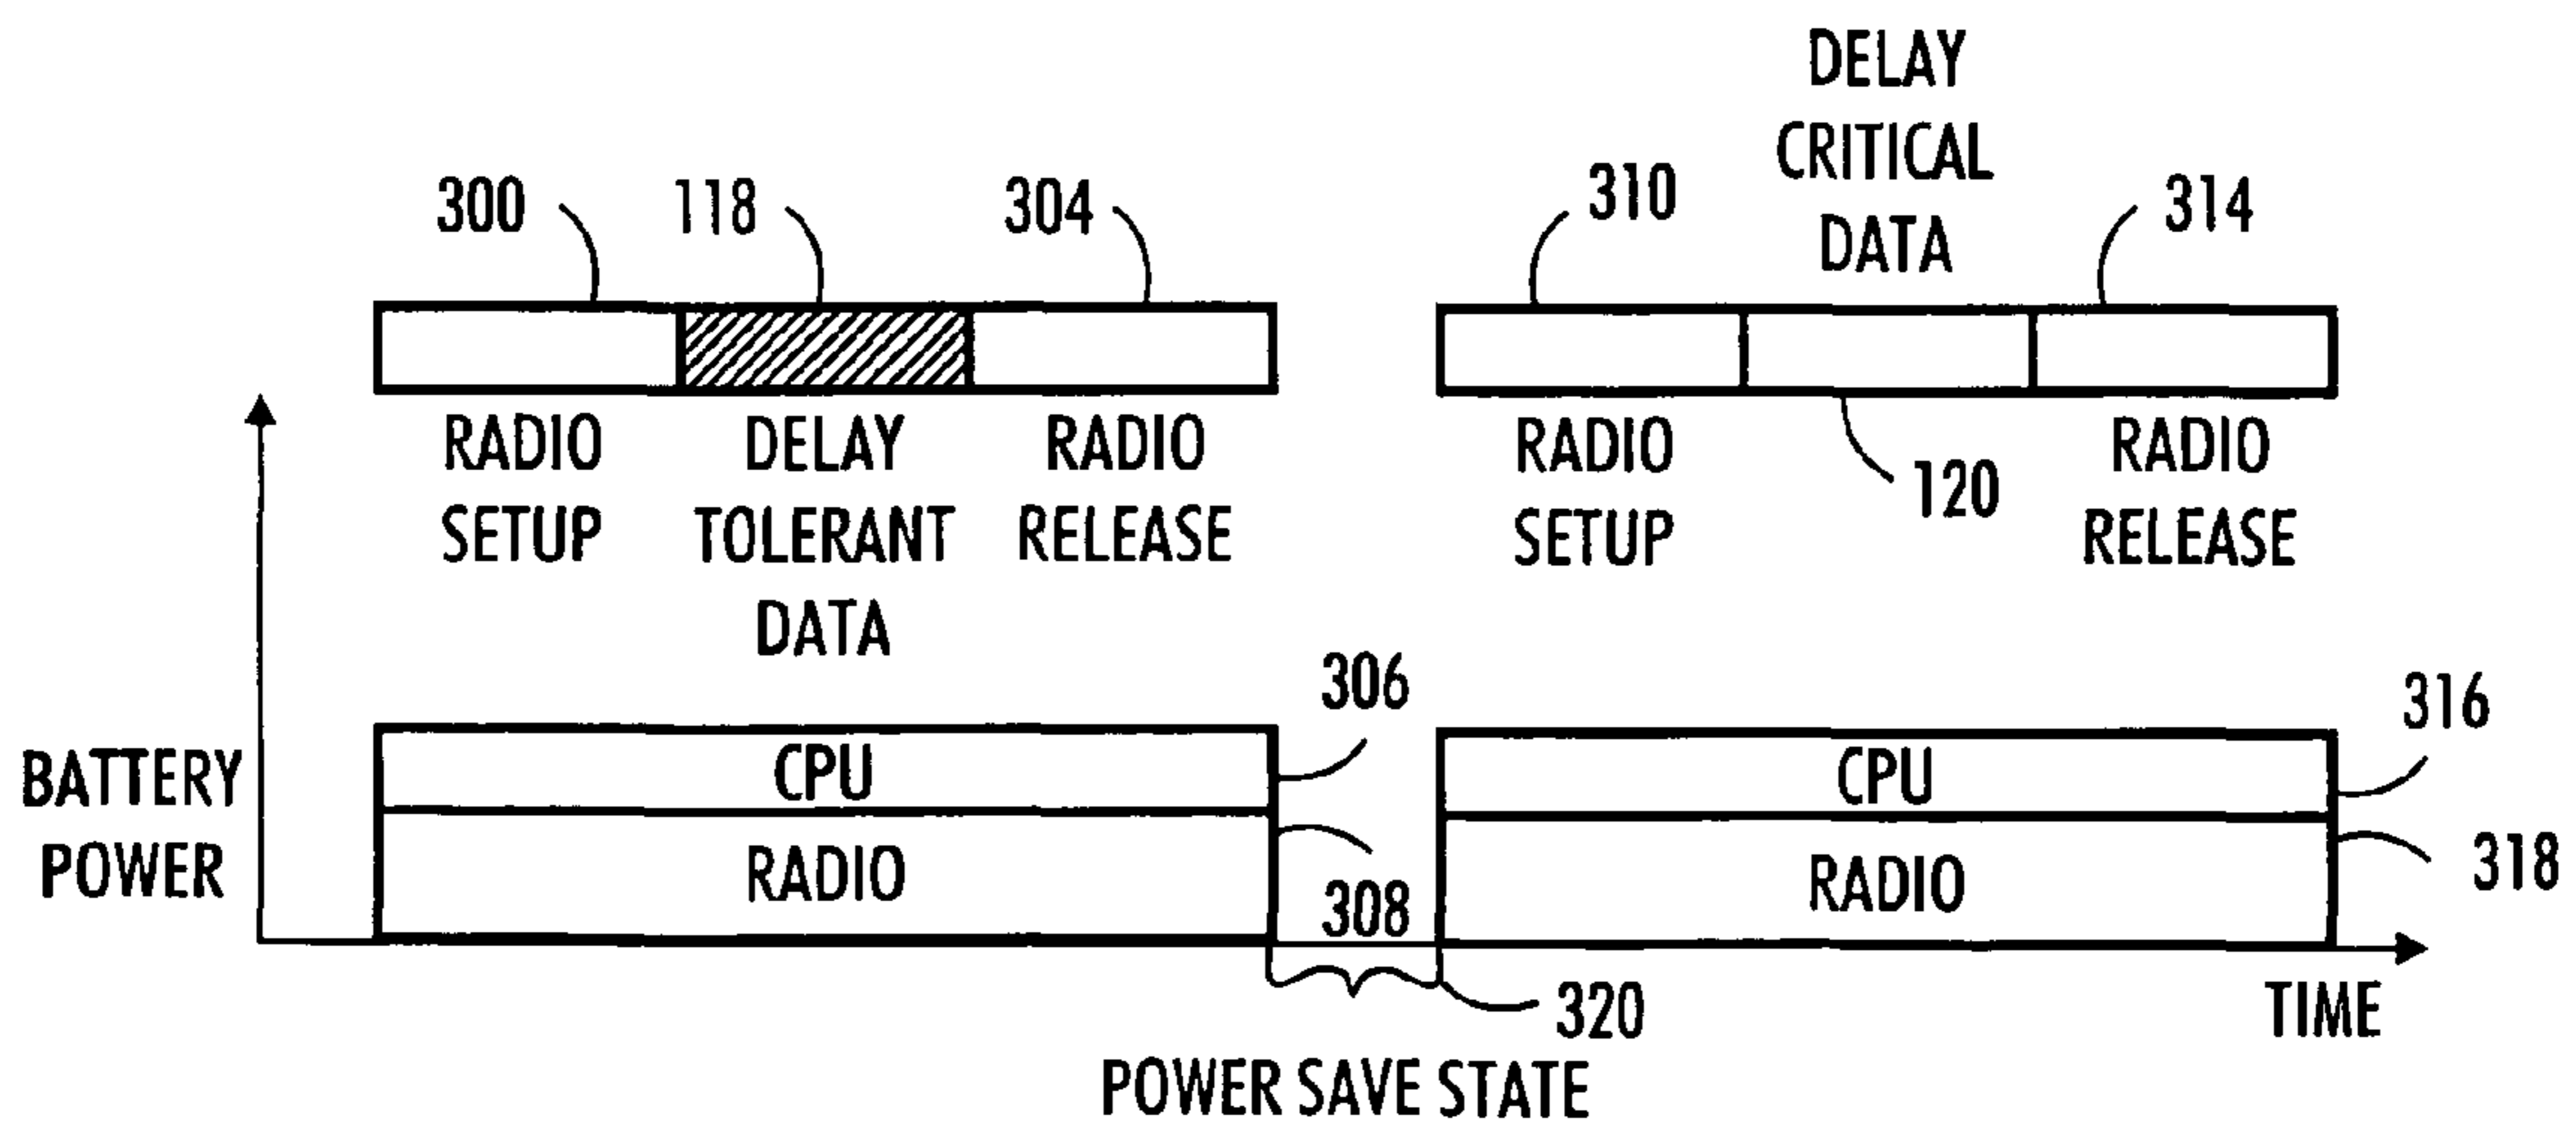 DELAY
CRITICAL
DATA
300
118
304
310
314
RADIO
SETUP
DELAY
TOLERANT
DATA
RADIO
RELEASE
RADIO
SETUP
120
RADIO
RELEASE
BATTERY
POWER
CPU
RADIO
306
308
CPU
RADIO
316
318
320
POWER SAVE STATE
TIME